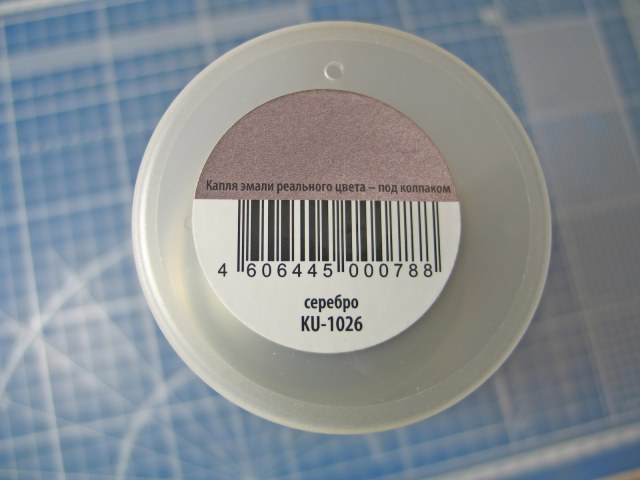 Капля эмали реального цвета – под колпаком
4 606445 000788
серебро
KU-1026